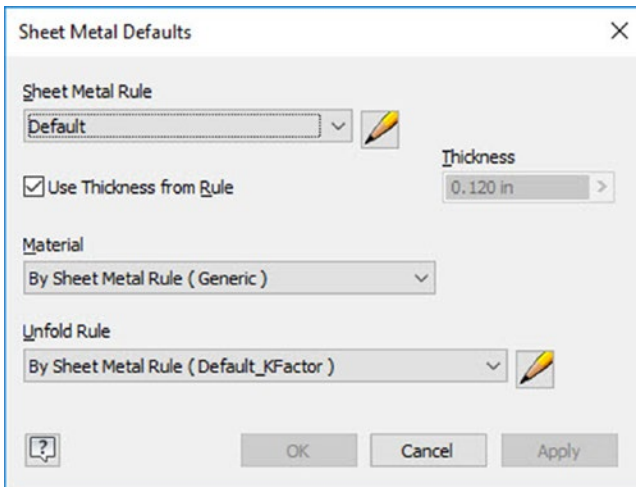 Sheet Metal Defaults
Sheet Metal Rule
Default
Thickness
Use Thickness from Rule
0.120 in
Material
By Sheet Metal Rule ( Generic )
Unfold Rule
By Sheet Metal Rule ( Default_KFactor )
OK Cancel Apply